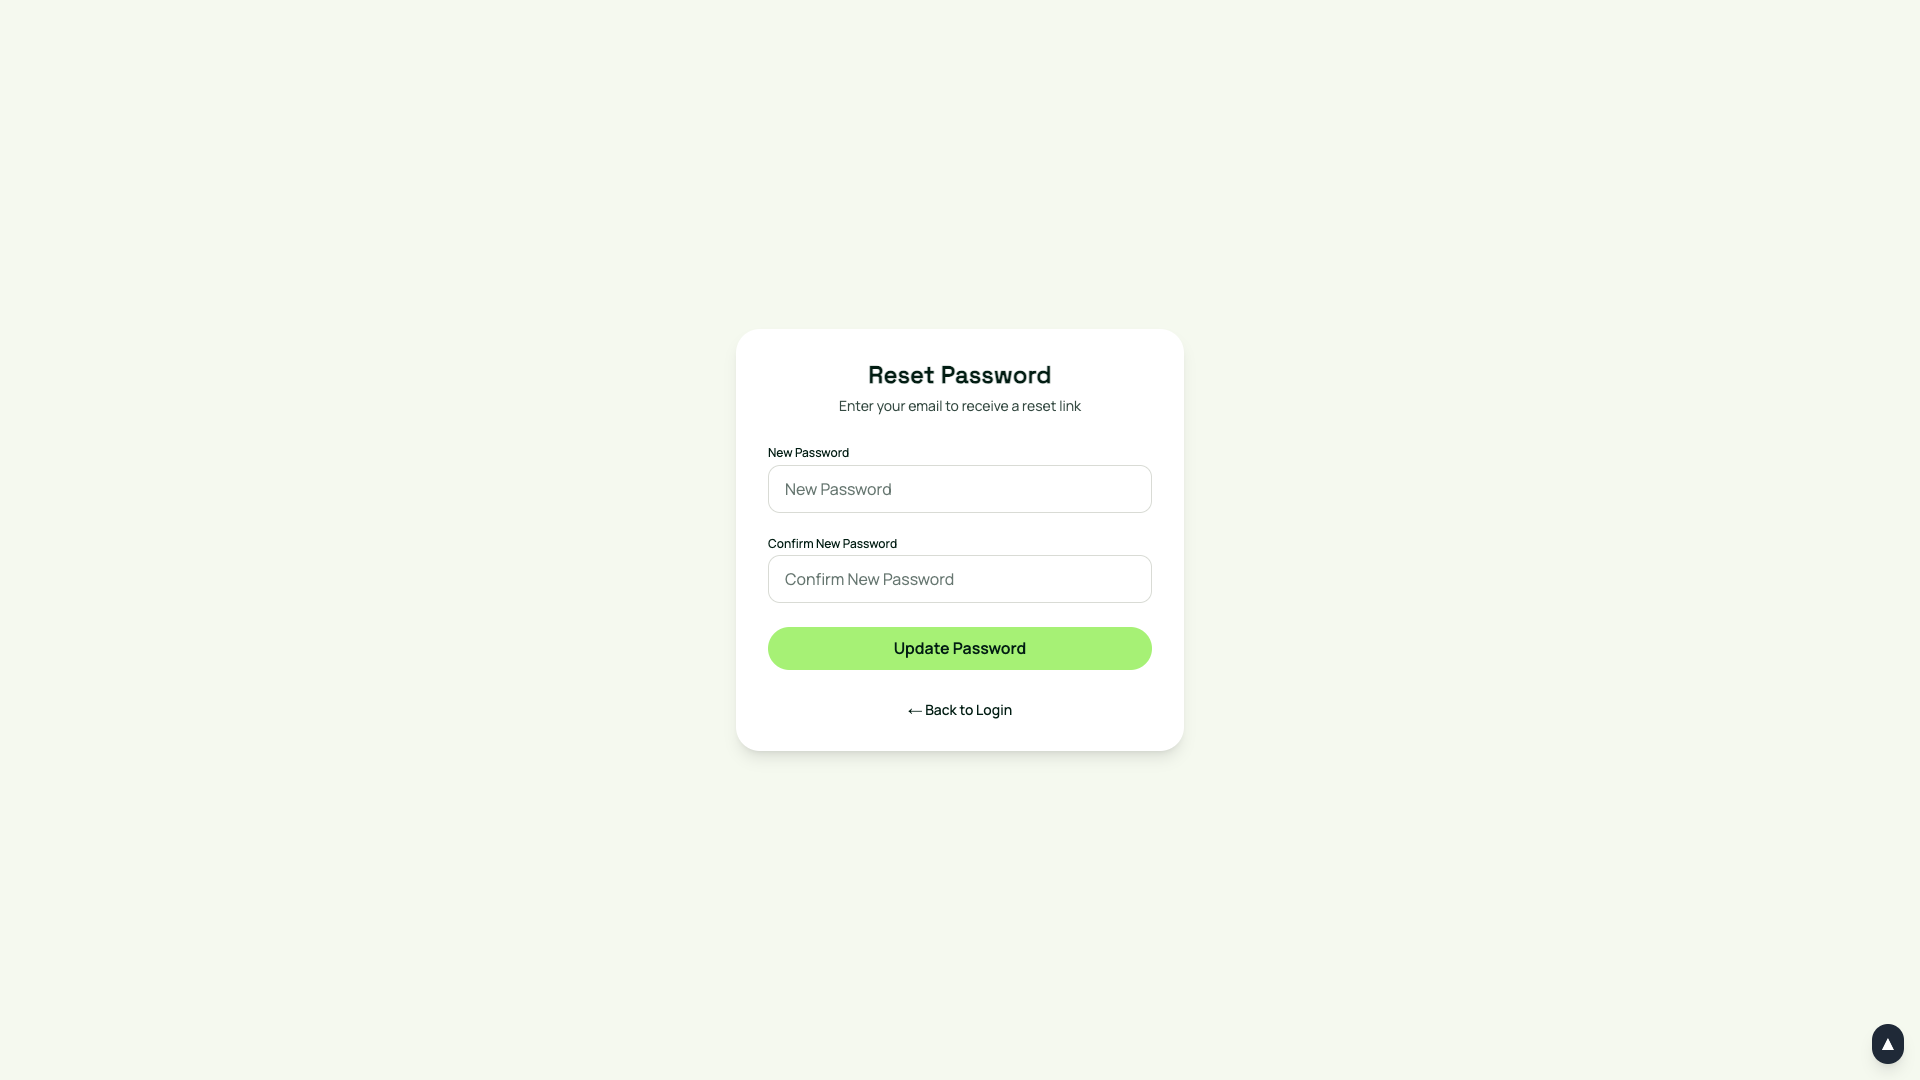 Reset Password
Enter your email to receive a reset link
New Password
New Password
Confirm New Password
Confirm New Password
Update Password
← Back to Login
▲